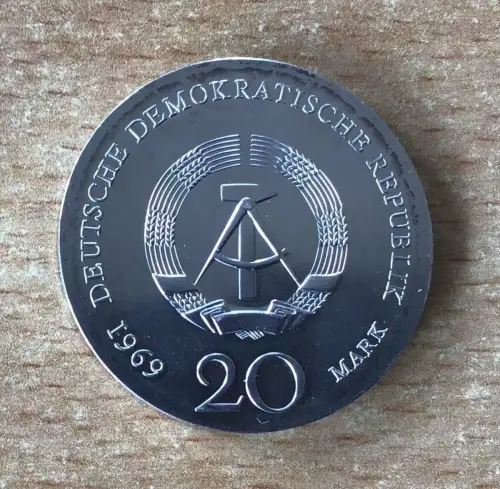 DEUTSCHE DEMOKRATISCHE REPUBLIK
1969
20
MARK